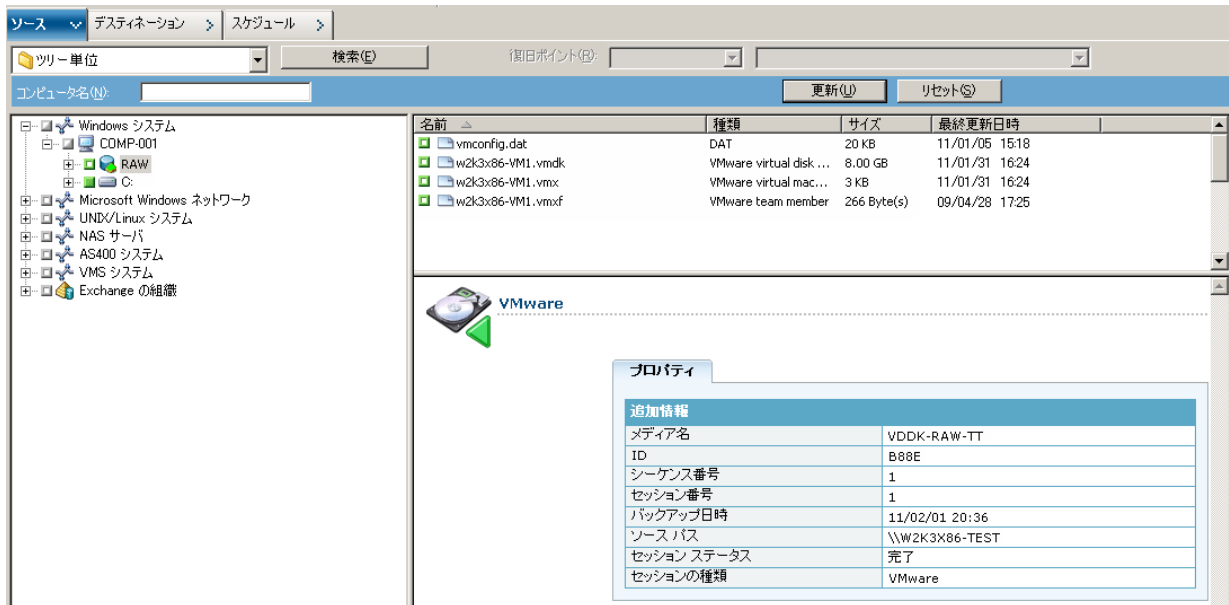 ソース デスティネーション スケジュール
ツリー単位 検索(E) 復旧ポイント(R):
コンピュータ名(N): 更新(U) リセット(S)
Windows システム
COMP-001
RAW
C:
Microsoft Windows ネットワーク
UNIX/Linux システム
NAS サーバ
AS400 システム
VMS システム
Exchange の組織
名前 種類 サイズ 最終更新日時
vmconfig.dat DAT 20 KB 11/01/05 15:18
w2k3x86-VM1.vmdk VMware virtual disk ... 8.00 GB 11/01/31 16:24
w2k3x86-VM1.vmx VMware virtual mac... 3 KB 11/01/31 16:24
w2k3x86-VM1.vmxf VMware team member 266 Byte(s) 09/04/28 17:25
VMware
プロパティ
追加情報
メディア名 VDDK-RAW-TT
ID B88E
シーケンス番号 1
セッション番号 1
バックアップ日時 11/02/01 20:36
ソース パス \\W2K3X86-TEST
セッション ステータス 完了
セッションの種類 VMware